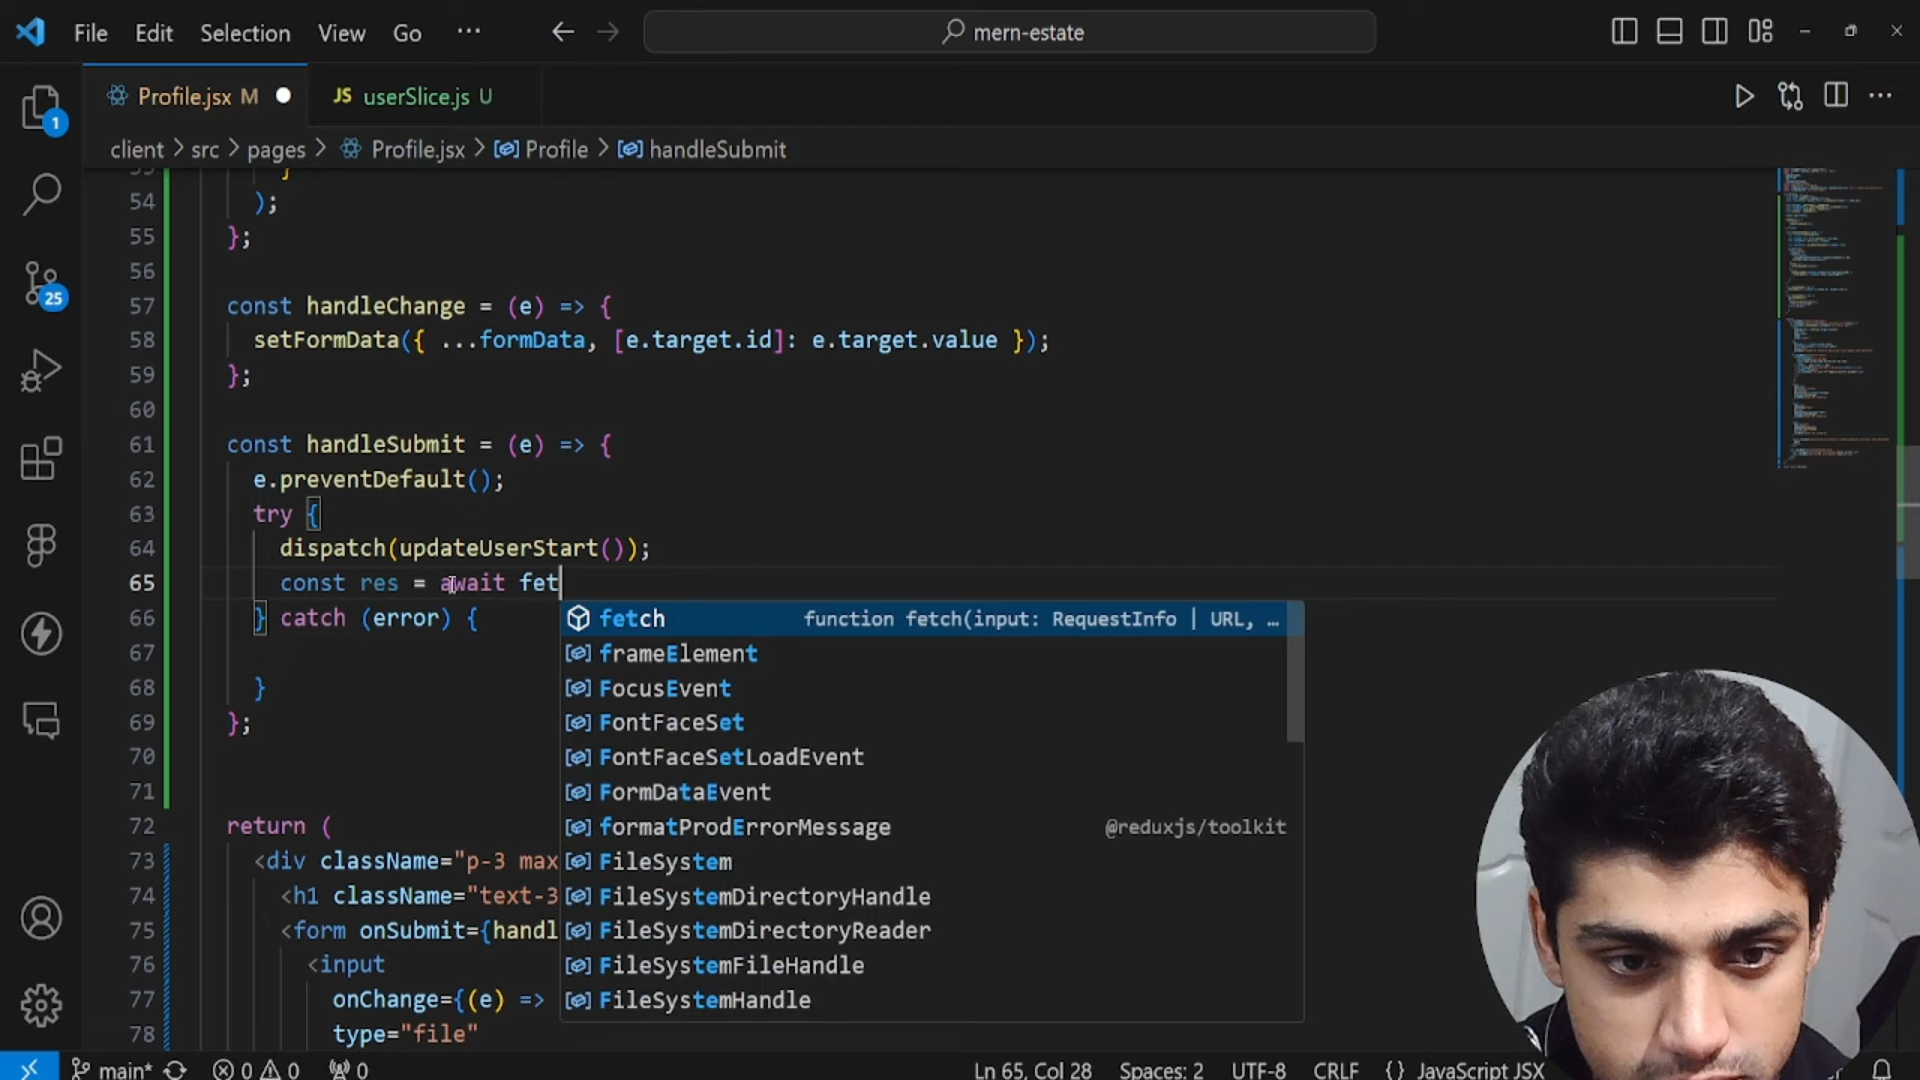 File Edit Selection View Go ··· mern-estate
Profile.jsx M JS userSlice.js U
client > src > pages > Profile.jsx > Profile > handleSubmit
1
25
54 );
55 };
56
57 const handleChange = (e) => {
58 setFormData({ ...formData, [e.target.id]: e.target.value });
59 };
60
61 const handleSubmit = (e) => {
62 e.preventDefault();
63 try {
64 dispatch(updateUserStart());
65 const res = await fet
66 } catch (error) {
67
68 }
69 };
70
71
72 return (
73 <div className="p-3 max
74 <h1 className="text-3
75 <form onSubmit={handl
76 <input
77 onChange={(e) =>
78 type="file"
fetch function fetch(input: RequestInfo | URL, …
frameElement
FocusEvent
FontFaceSet
FontFaceSetLoadEvent
FormDataEvent
formatProdErrorMessage @reduxjs/toolkit
FileSystem
FileSystemDirectoryHandle
FileSystemDirectoryReader
FileSystemFileHandle
FileSystemHandle
main* 0 0 0 Ln 65, Col 28 Spaces: 2 UTF-8 CRLF {} JavaScript JSX